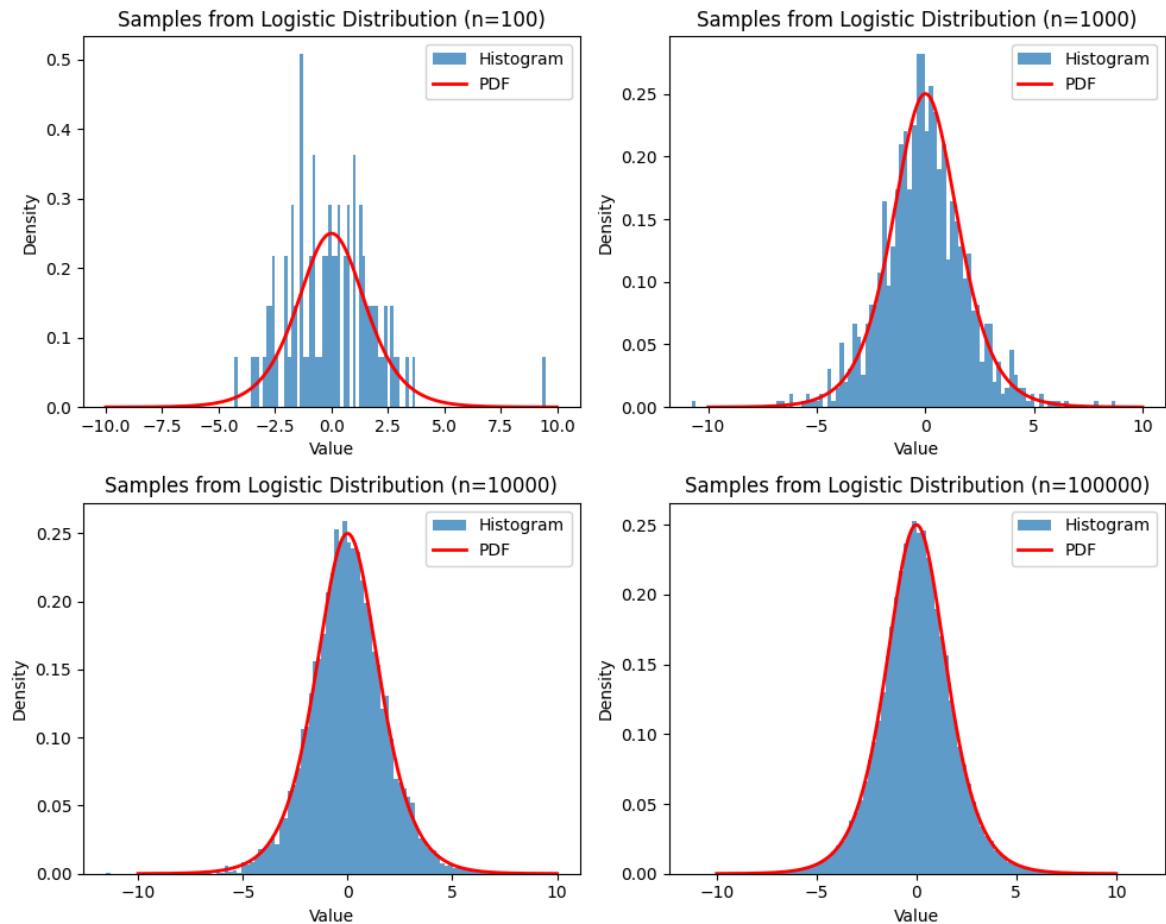 Samples from Logistic Distribution (n=100)
Histogram
PDF
Density
0.5
0.4
0.3
0.2
0.1
0.0
−10.0 −7.5 −5.0 −2.5 0.0 2.5 5.0 7.5 10.0
Value
Samples from Logistic Distribution (n=1000)
Histogram
PDF
Density
0.25
0.20
0.15
0.10
0.05
0.00
−10 −5 0 5 10
Value
Samples from Logistic Distribution (n=10000)
Histogram
PDF
Density
0.25
0.20
0.15
0.10
0.05
0.00
−10 −5 0 5 10
Value
Samples from Logistic Distribution (n=100000)
Histogram
PDF
Density
0.25
0.20
0.15
0.10
0.05
0.00
−10 −5 0 5 10
Value